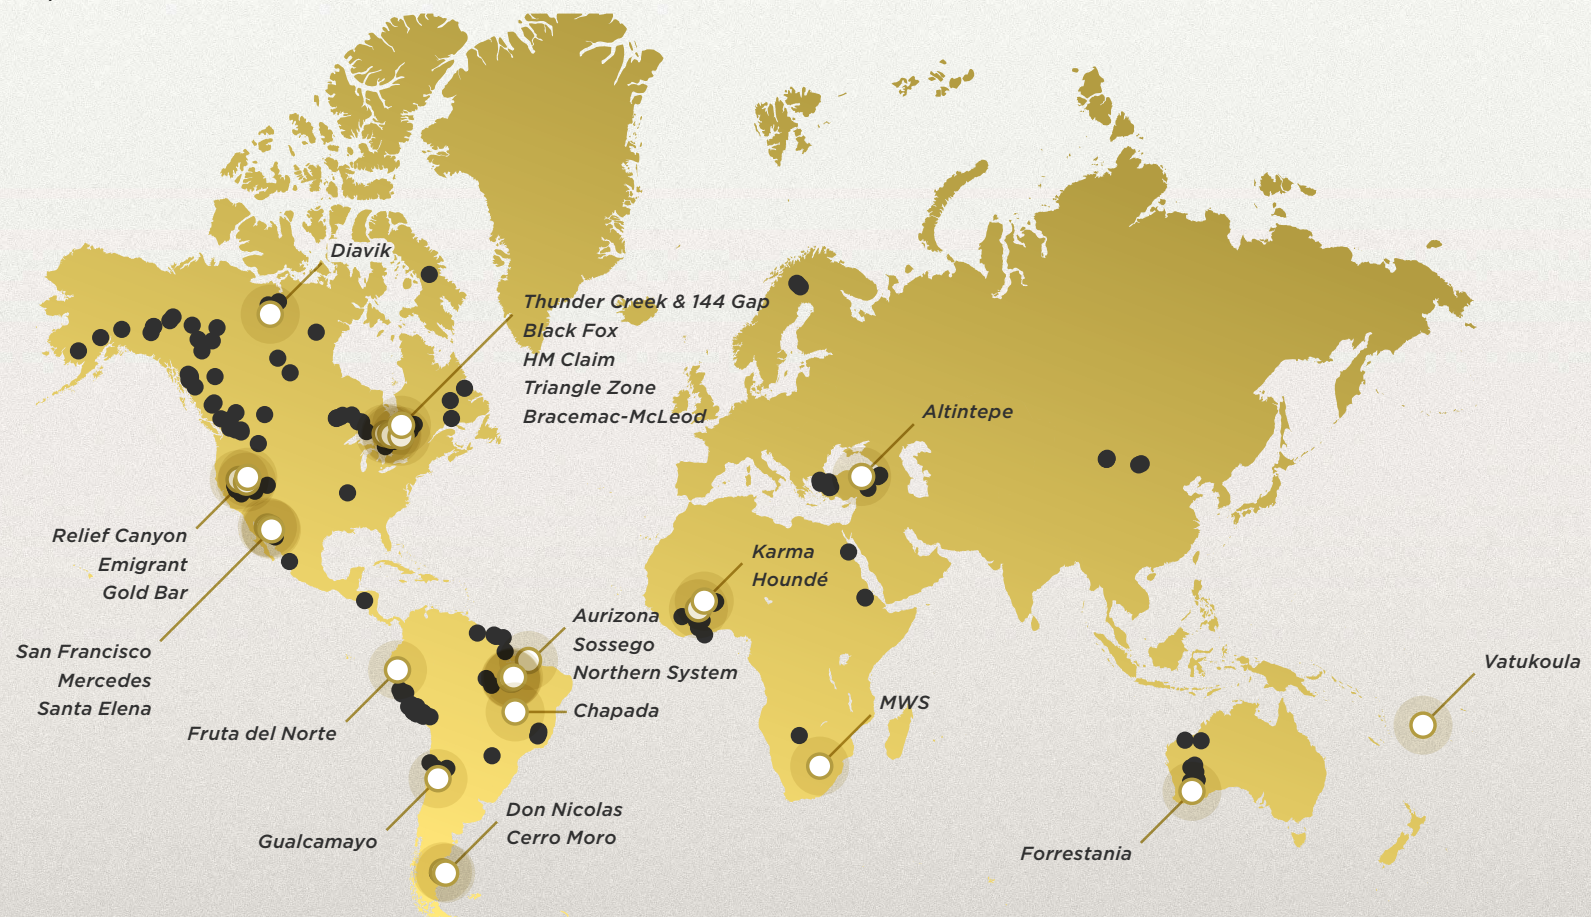 Diavik
Thunder Creek & 144 Gap
Black Fox
HM Claim
Triangle Zone
Bracemac-McLeod
Altintepe
Relief Canyon
Emigrant
Gold Bar
Karma
Houndé
San Francisco
Mercedes
Santa Elena
Aurizona
Sossego
Northern System
Vatukoula
Fruta del Norte
Chapada
MWS
Gualcamayo
Don Nicolas
Cerro Moro
Forrestania